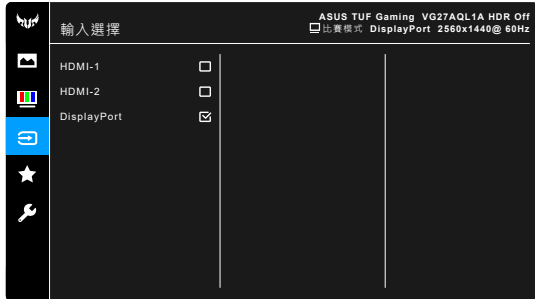 輸入選擇
ASUS TUF Gaming VG27AQL1A HDR Off
比賽模式 DisplayPort 2560x1440@ 60Hz
HDMI-1
HDMI-2
DisplayPort